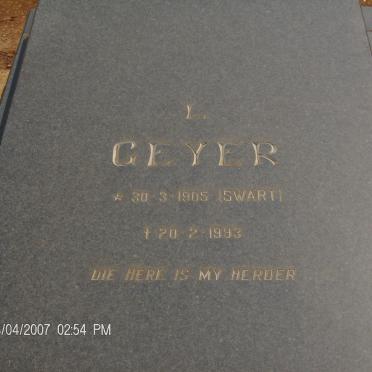 L.
GEYER
* 30-3-1905 (SWART)
† 20-2-1993
DIE HERE IS MY HERDER
/04/2007 02:54 PM